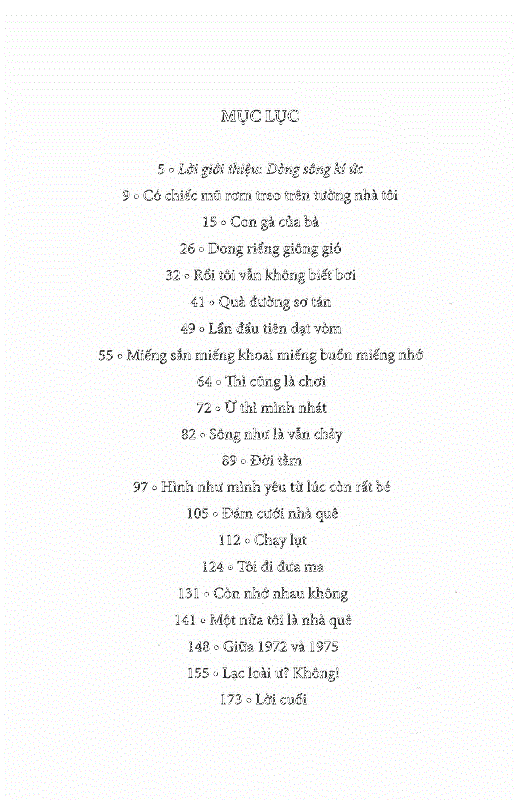 MỤC LỤC
5 ◦ Lời giới thiệu: Dòng sông kí ức
9 ◦ Có chiếc mũ rơm treo trên tường nhà tôi
15 ◦ Con gà của bà
26 ◦ Dong riềng giông gió
32 ◦ Rồi tôi vẫn không biết bơi
41 ◦ Quà đường sơ tán
49 ◦ Lần đầu tiên dạt vòm
55 ◦ Miếng sắn miếng khoai miếng buồn miếng nhớ
64 ◦ Thì cũng là chơi
72 ◦ Ừ thì mình nhát
82 ◦ Sông như là vẫn chảy
89 ◦ Đời tằm
97 ◦ Hình như mình yêu từ lúc còn rất bé
105 ◦ Đám cưới nhà quê
112 ◦ Chạy lụt
124 ◦ Tôi đi đưa ma
131 ◦ Còn nhớ nhau không
141 ◦ Một nửa tôi là nhà quê
148 ◦ Giữa 1972 và 1975
155 ◦ Lạc loài ư? Không!
173 ◦ Lời cuối